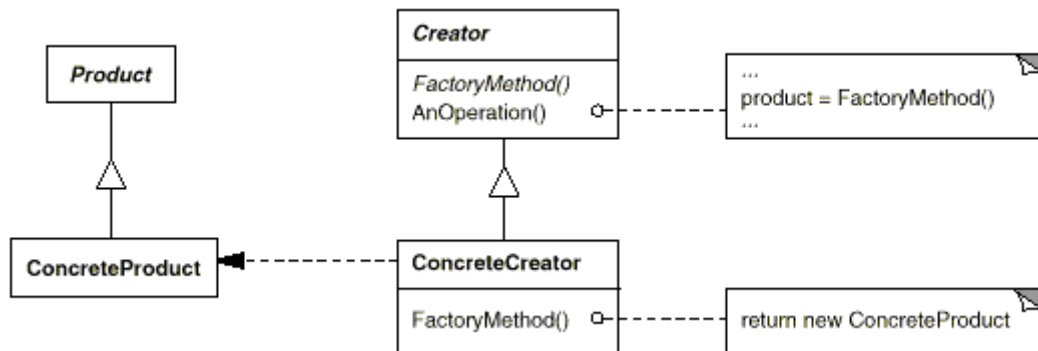 Product
ConcreteProduct
Creator
FactoryMethod()
AnOperation()
...
product = FactoryMethod()
...
ConcreteCreator
FactoryMethod()
return new ConcreteProduct